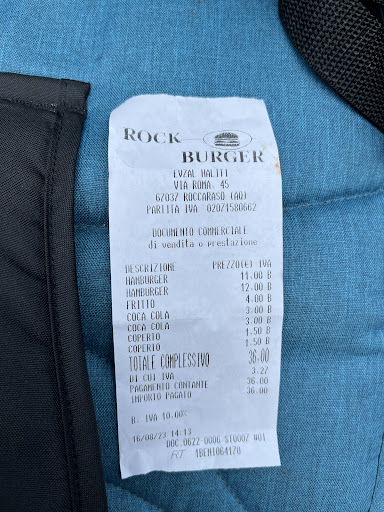 ROCK
BURGER
LVZAL HALITI
VIA ROMA 45
67037 ROCCARASO (AQ)
PARTITA IVA 02071580662
DOCUMENTO COMMERCIALE
di vendita o prestazione
DESCRIZIONE PREZZO(€) IVA
HAMBURGER 11.00 B
HAMBURGER 12.00 B
FRITTO 4.00 B
COCA COLA 3.00 B
COCA COLA 3.00 B
COPERTO 1.50 B
COPERTO 1.50 B
TOTALE COMPLESSIVO 36.00
DI CUI IVA 3.27
PAGAMENTO CONTANTE 36.00
IMPORTO PAGATO 36.00
B: IVA 10.00%
16/08/23 14:13
DOC.0622-0006
RT